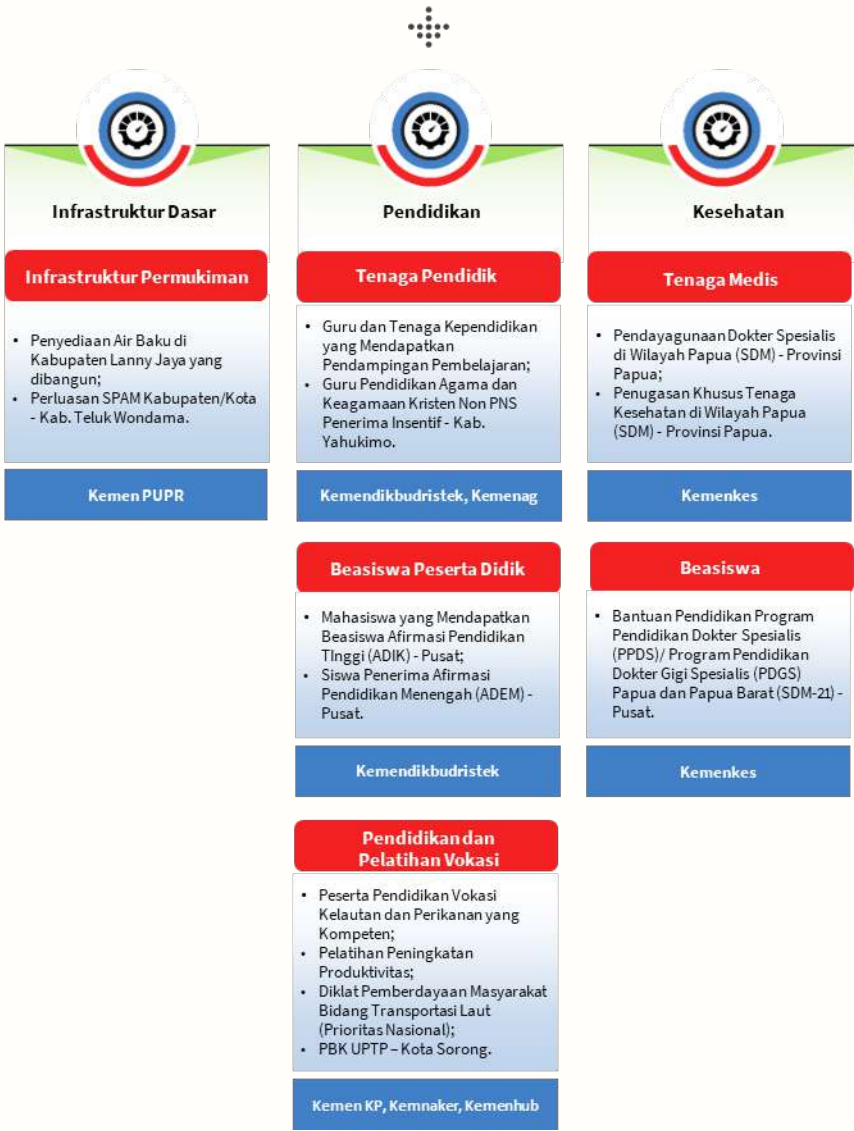 Infrastruktur Dasar
Infrastruktur Permukiman
• Penyediaan Air Baku di
Kabupaten Lanny Jaya yang
dibangun;
• Perluasan SPAM Kabupaten/Kota
- Kab. Teluk Wondama.
Kemen PUPR
Pendidikan
Tenaga Pendidik
• Guru dan Tenaga Kependidikan
yang Mendapatkan
Pendampingan Pembelajaran;
• Guru Pendidikan Agama dan
Keagamaan Kristen Non PNS
Penerima Insentif - Kab.
Yahukimo.
Kemendikbudristek, Kemenag
Beasiswa Peserta Didik
• Mahasiswa yang Mendapatkan
Beasiswa Afirmasi Pendidikan
TInggi (ADIK) - Pusat;
• Siswa Penerima Afirmasi
Pendidikan Menengah (ADEM) -
Pusat.
Kemendikbudristek
Pendidikan dan
Pelatihan Vokasi
• Peserta Pendidikan Vokasi
Kelautan dan Perikanan yang
Kompeten;
• Pelatihan Peningkatan
Produktivitas;
• Diklat Pemberdayaan Masyarakat
Bidang Transportasi Laut
(Prioritas Nasional);
• PBK UPTP – Kota Sorong.
Kemen KP, Kemnaker, Kemenhub
Kesehatan
Tenaga Medis
• Pendayagunaan Dokter Spesialis
di Wilayah Papua (SDM) - Provinsi
Papua;
• Penugasan Khusus Tenaga
Kesehatan di Wilayah Papua
(SDM) - Provinsi Papua.
Kemenkes
Beasiswa
• Bantuan Pendidikan Program
Pendidikan Dokter Spesialis
(PPDS)/ Program Pendidikan
Dokter Gigi Spesialis (PDGS)
Papua dan Papua Barat (SDM-21) -
Pusat.
Kemenkes